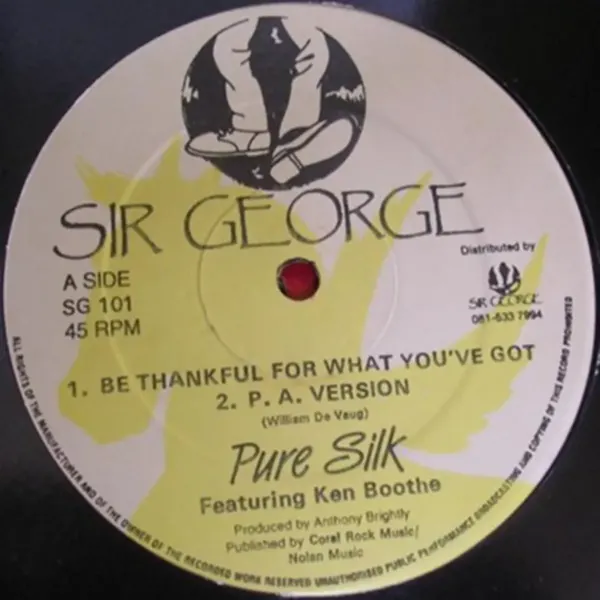 SIR GEORGE
A SIDE
SG 101
45 RPM
Distributed by
SIR GEORGE
081-533 7994
1. BE THANKFUL FOR WHAT YOU'VE GOT
2. P. A. VERSION
(William De Vaug)
Pure Silk
Featuring Ken Boothe
Produced by Anthony Brightly
Published by Coral Rock Music/
Nolan Music
ALL RIGHTS OF THE MANUFACTURER AND OF THE OWNER OF THE RECORDED WORK RESERVED UNAUTHORISED PUBLIC PERFORMANCE BROADCASTING AND COPYING OF THIS RECORD PROHIBITED